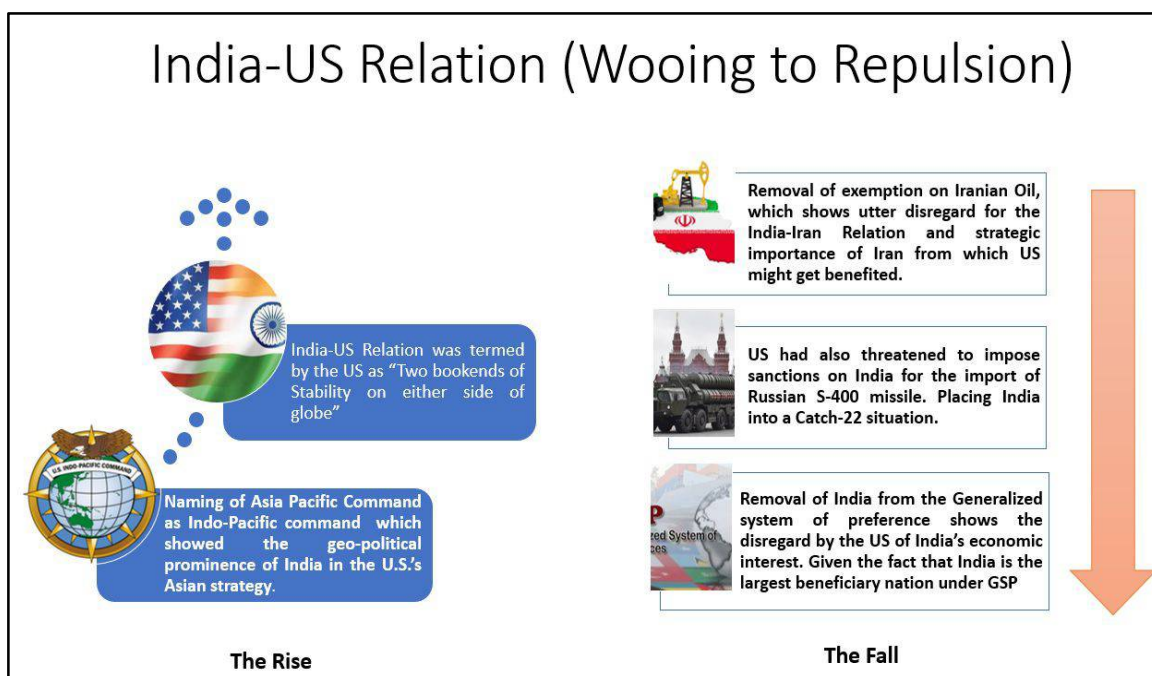 India-US Relation (Wooing to Repulsion)
India-US Relation was termed
by the US as “Two bookends of
Stability on either side of
globe”
U.S. INDO-PACIFIC COMMAND
Naming of Asia Pacific Command
as Indo-Pacific command which
showed the geo-political
prominence of India in the U.S.’s
Asian strategy.
The Rise
Removal of exemption on Iranian Oil,
which shows utter disregard for the
India-Iran Relation and strategic
importance of Iran from which US
might get benefited.
US had also threatened to impose
sanctions on India for the import of
Russian S-400 missile. Placing India
into a Catch-22 situation.
P
zed System of
ces
Removal of India from the Generalized
system of preference shows the
disregard by the US of India’s economic
interest. Given the fact that India is the
largest beneficiary nation under GSP
The Fall